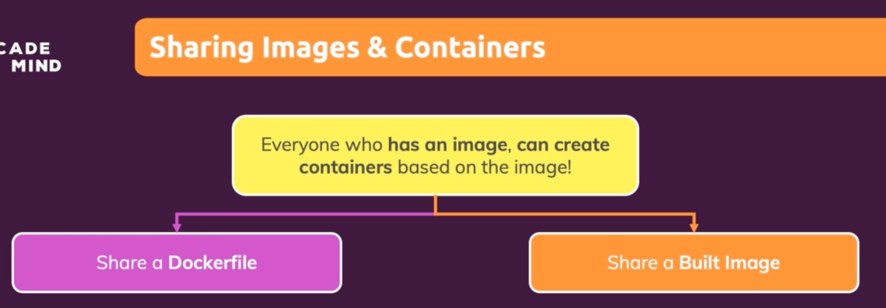 CADE
MIND
Sharing Images & Containers
Everyone who has an image, can create
containers based on the image!
Share a Dockerfile
Share a Built Image